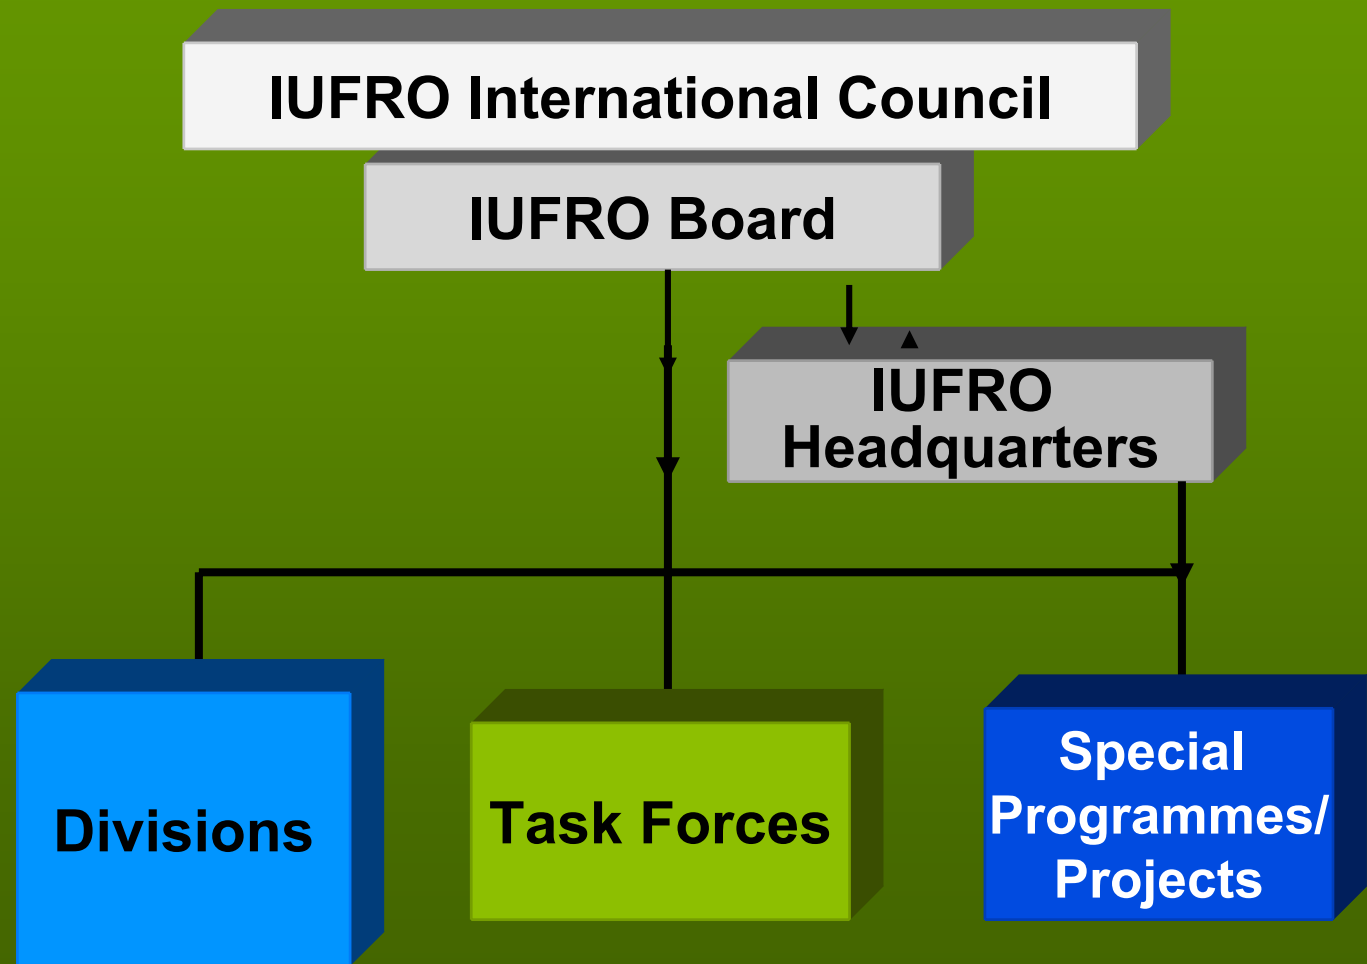 IUFRO International Council
IUFRO Board
IUFRO
Headquarters
Divisions
Task Forces
Special
Programmes/
Projects